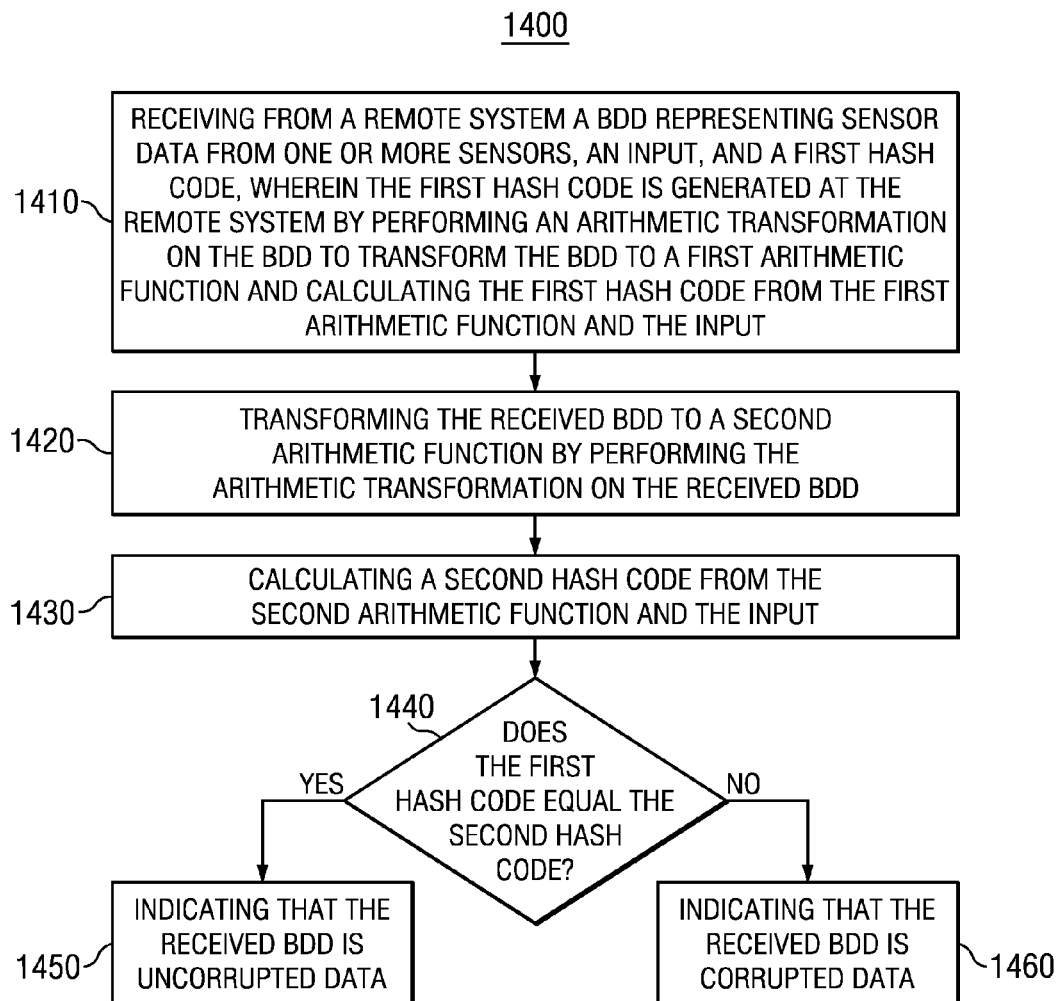 1400
RECEIVING FROM A REMOTE SYSTEM A BDD REPRESENTING SENSOR
DATA FROM ONE OR MORE SENSORS, AN INPUT, AND A FIRST HASH
CODE, WHEREIN THE FIRST HASH CODE IS GENERATED AT THE
REMOTE SYSTEM BY PERFORMING AN ARITHMETIC TRANSFORMATION
ON THE BDD TO TRANSFORM THE BDD TO A FIRST ARITHMETIC
FUNCTION AND CALCULATING THE FIRST HASH CODE FROM THE FIRST
ARITHMETIC FUNCTION AND THE INPUT
1410
TRANSFORMING THE RECEIVED BDD TO A SECOND
ARITHMETIC FUNCTION BY PERFORMING THE
ARITHMETIC TRANSFORMATION ON THE RECEIVED BDD
1420
CALCULATING A SECOND HASH CODE FROM THE
SECOND ARITHMETIC FUNCTION AND THE INPUT
1430
1440
DOES
THE FIRST
HASH CODE EQUAL THE
SECOND HASH
CODE?
YES
NO
INDICATING THAT THE
RECEIVED BDD IS
UNCORRUPTED DATA
1450
INDICATING THAT THE
RECEIVED BDD IS
CORRUPTED DATA
1460